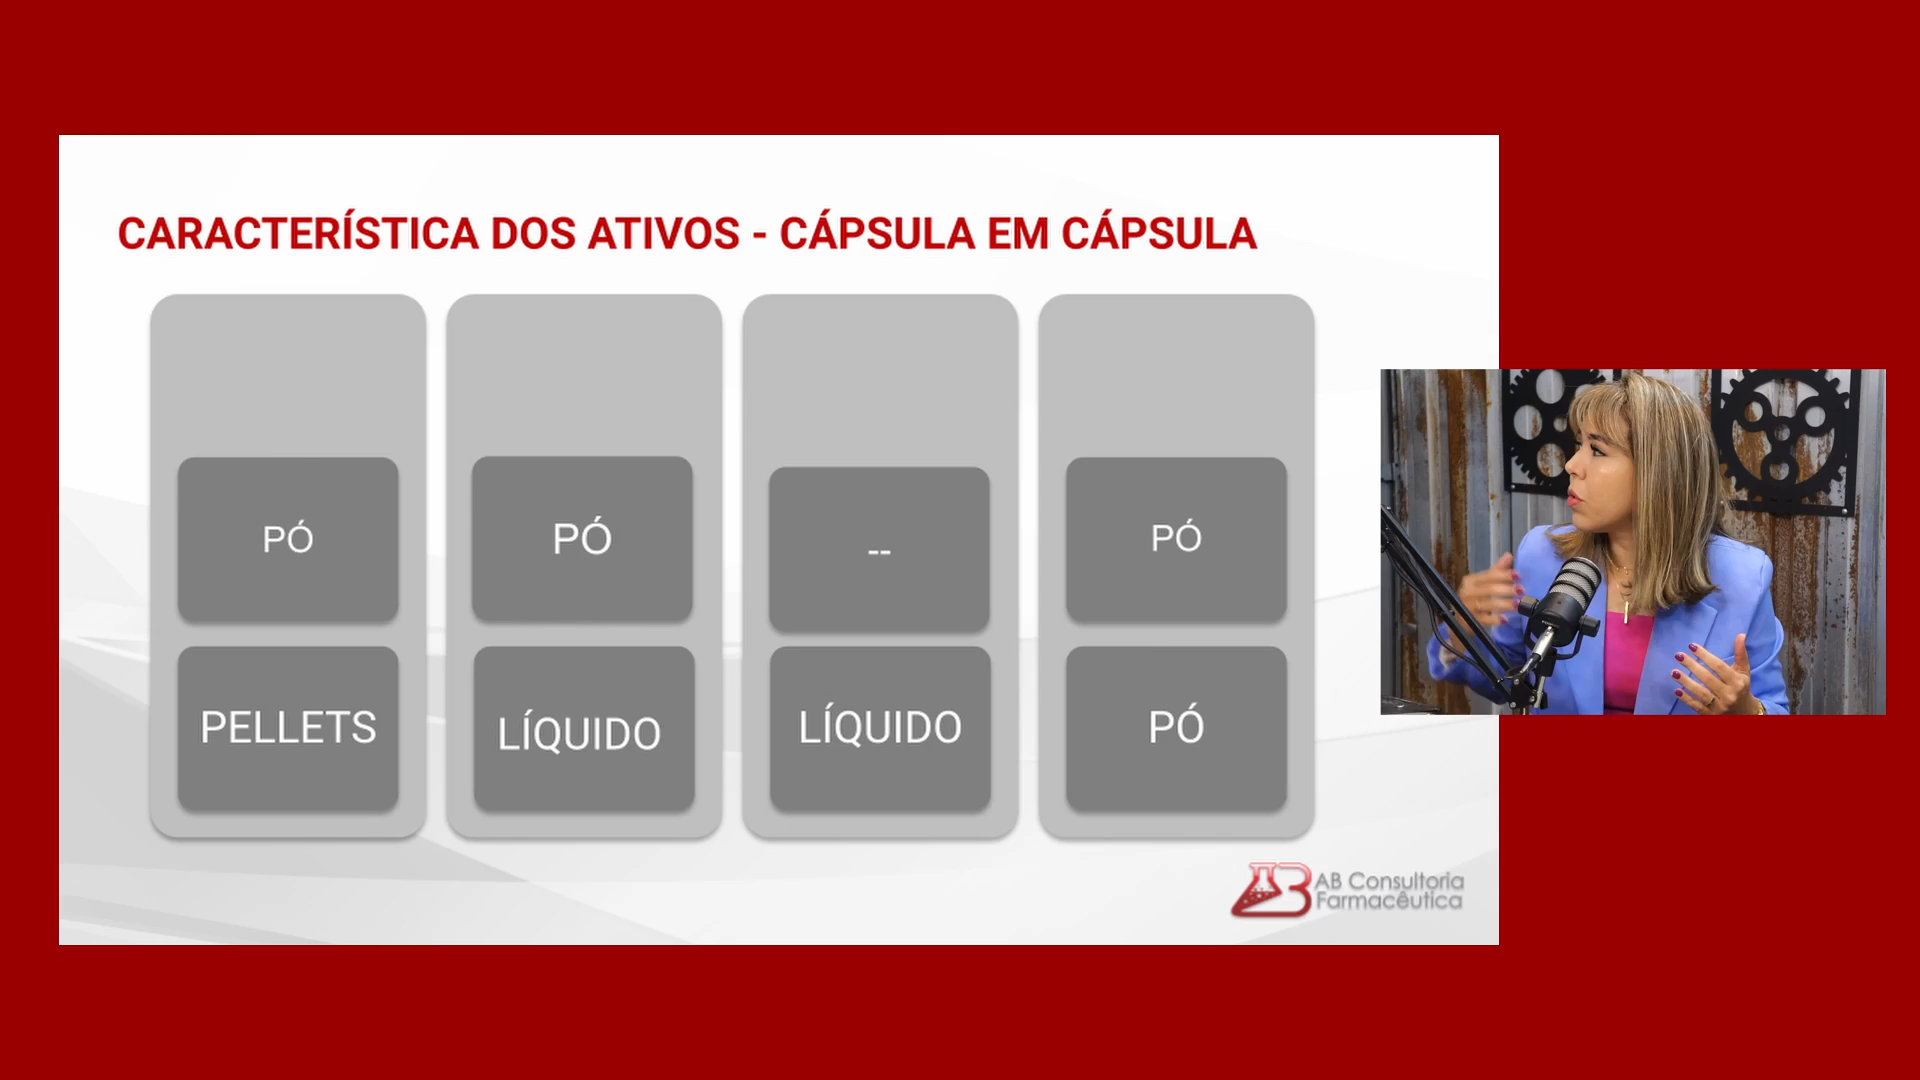 CARACTERÍSTICA DOS ATIVOS - CÁPSULA EM CÁPSULA
PÓ
PÓ
--
PÓ
PELLETS
LÍQUIDO
LÍQUIDO
PÓ
AB Consultoria
Farmacêutica